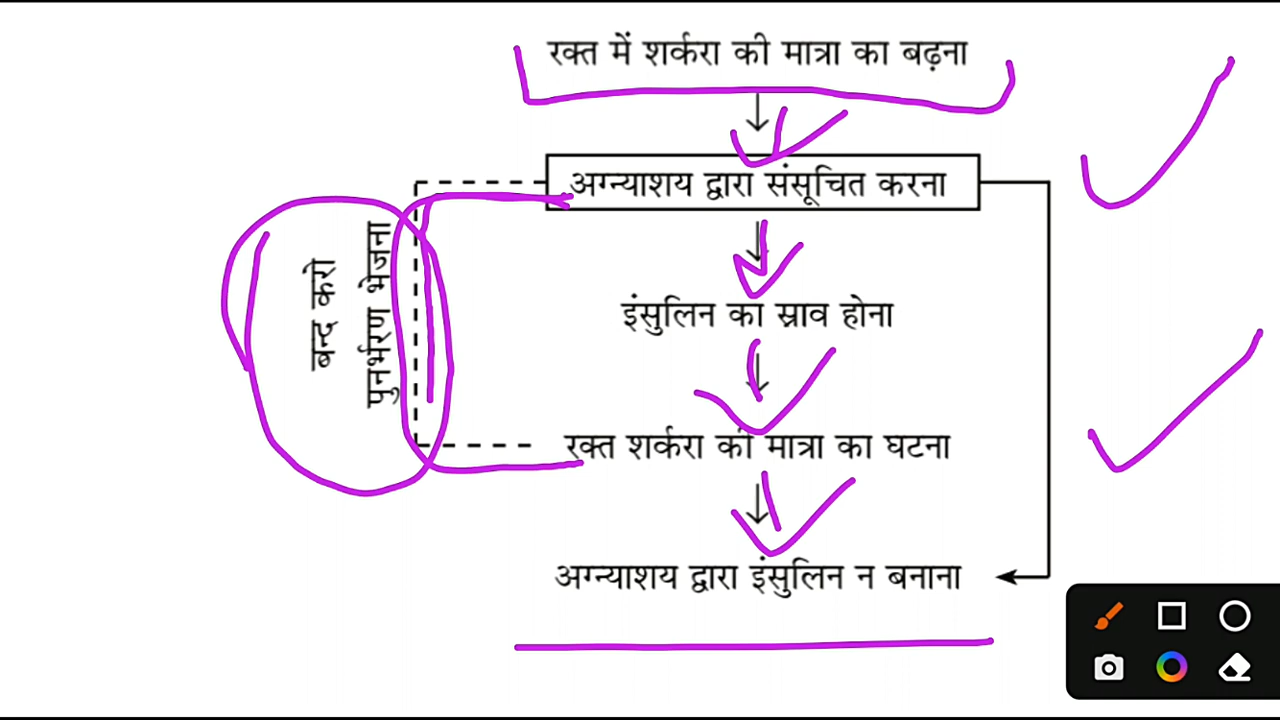 रक्त में शर्करा की मात्रा का बढ़ना
अग्न्याशय द्वारा संसूचित करना
इंसुलिन का स्राव होना
रक्त शर्करा की मात्रा का घटना
अग्न्याशय द्वारा इंसुलिन न बनाना
बन्द करो
पुनर्भरण भेजना